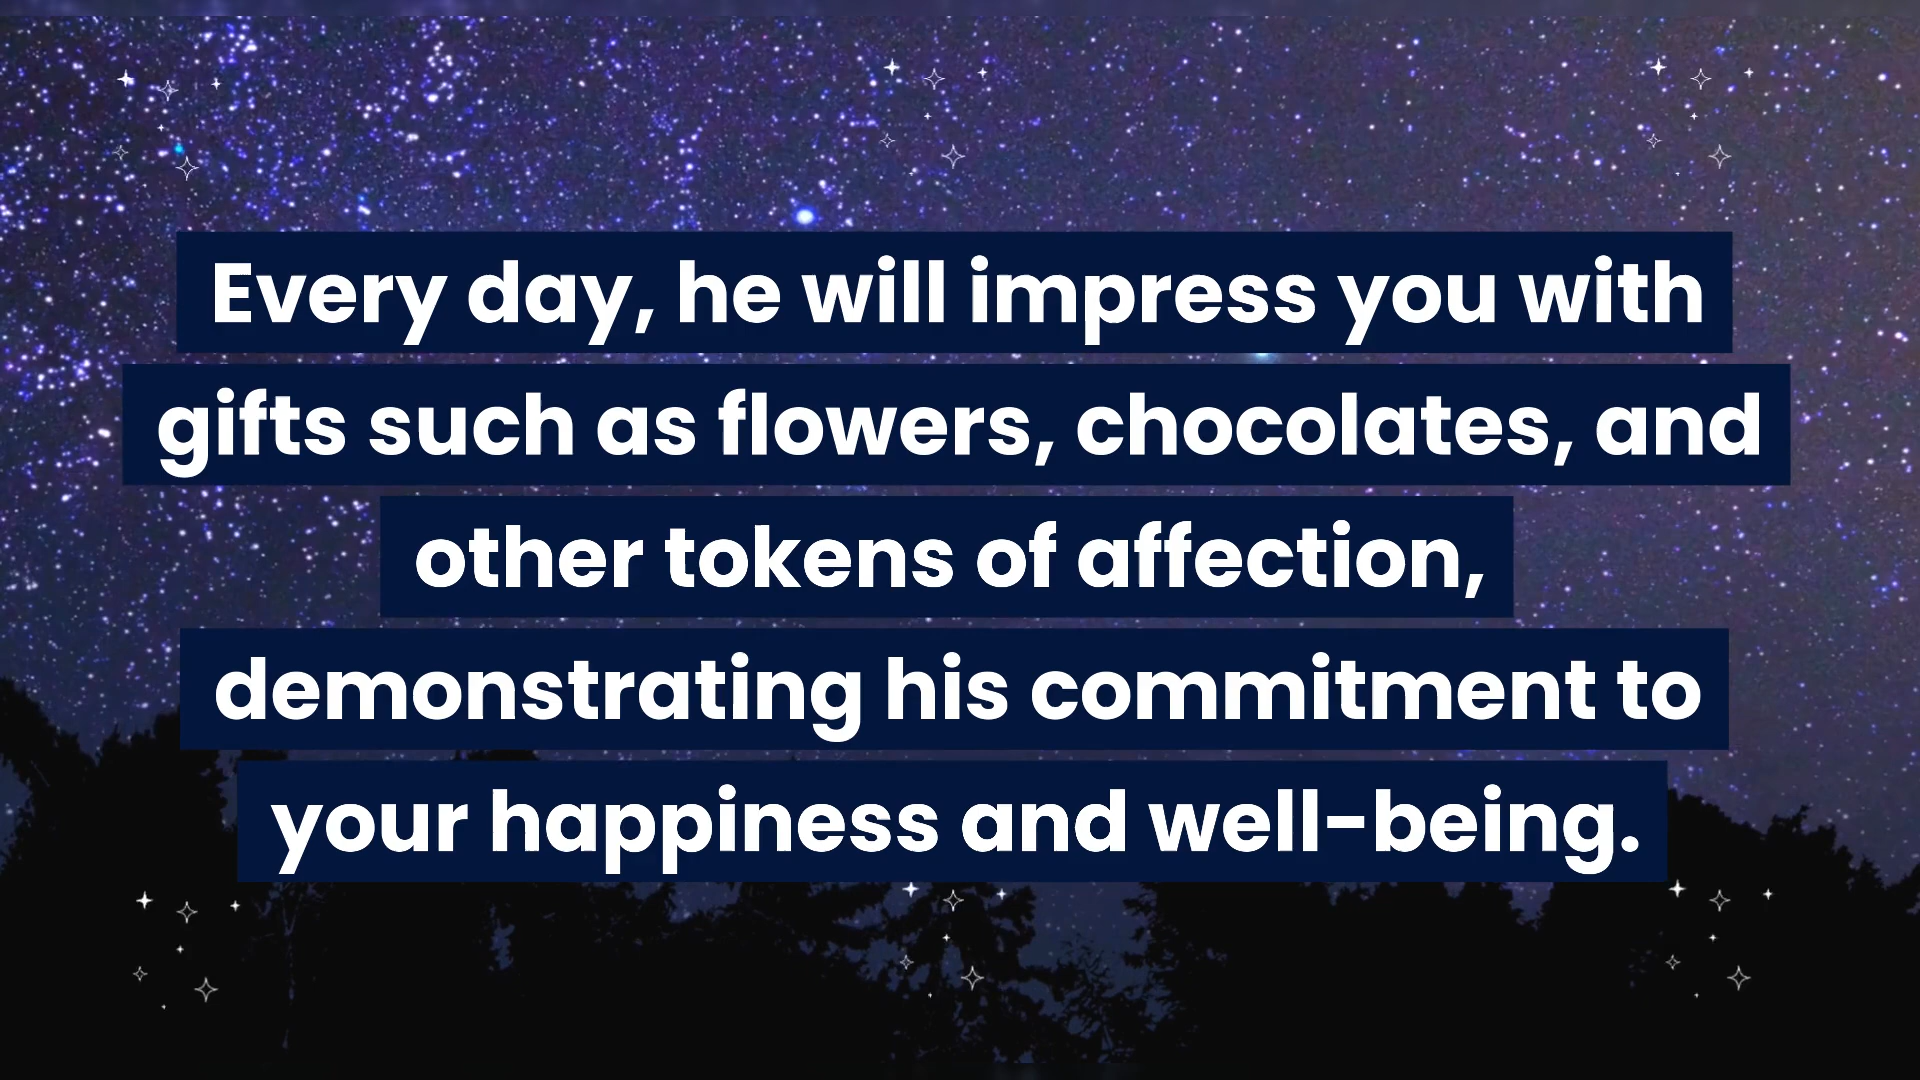 Every day, he will impress you with
gifts such as flowers, chocolates, and
other tokens of affection,
demonstrating his commitment to
your happiness and well-being.